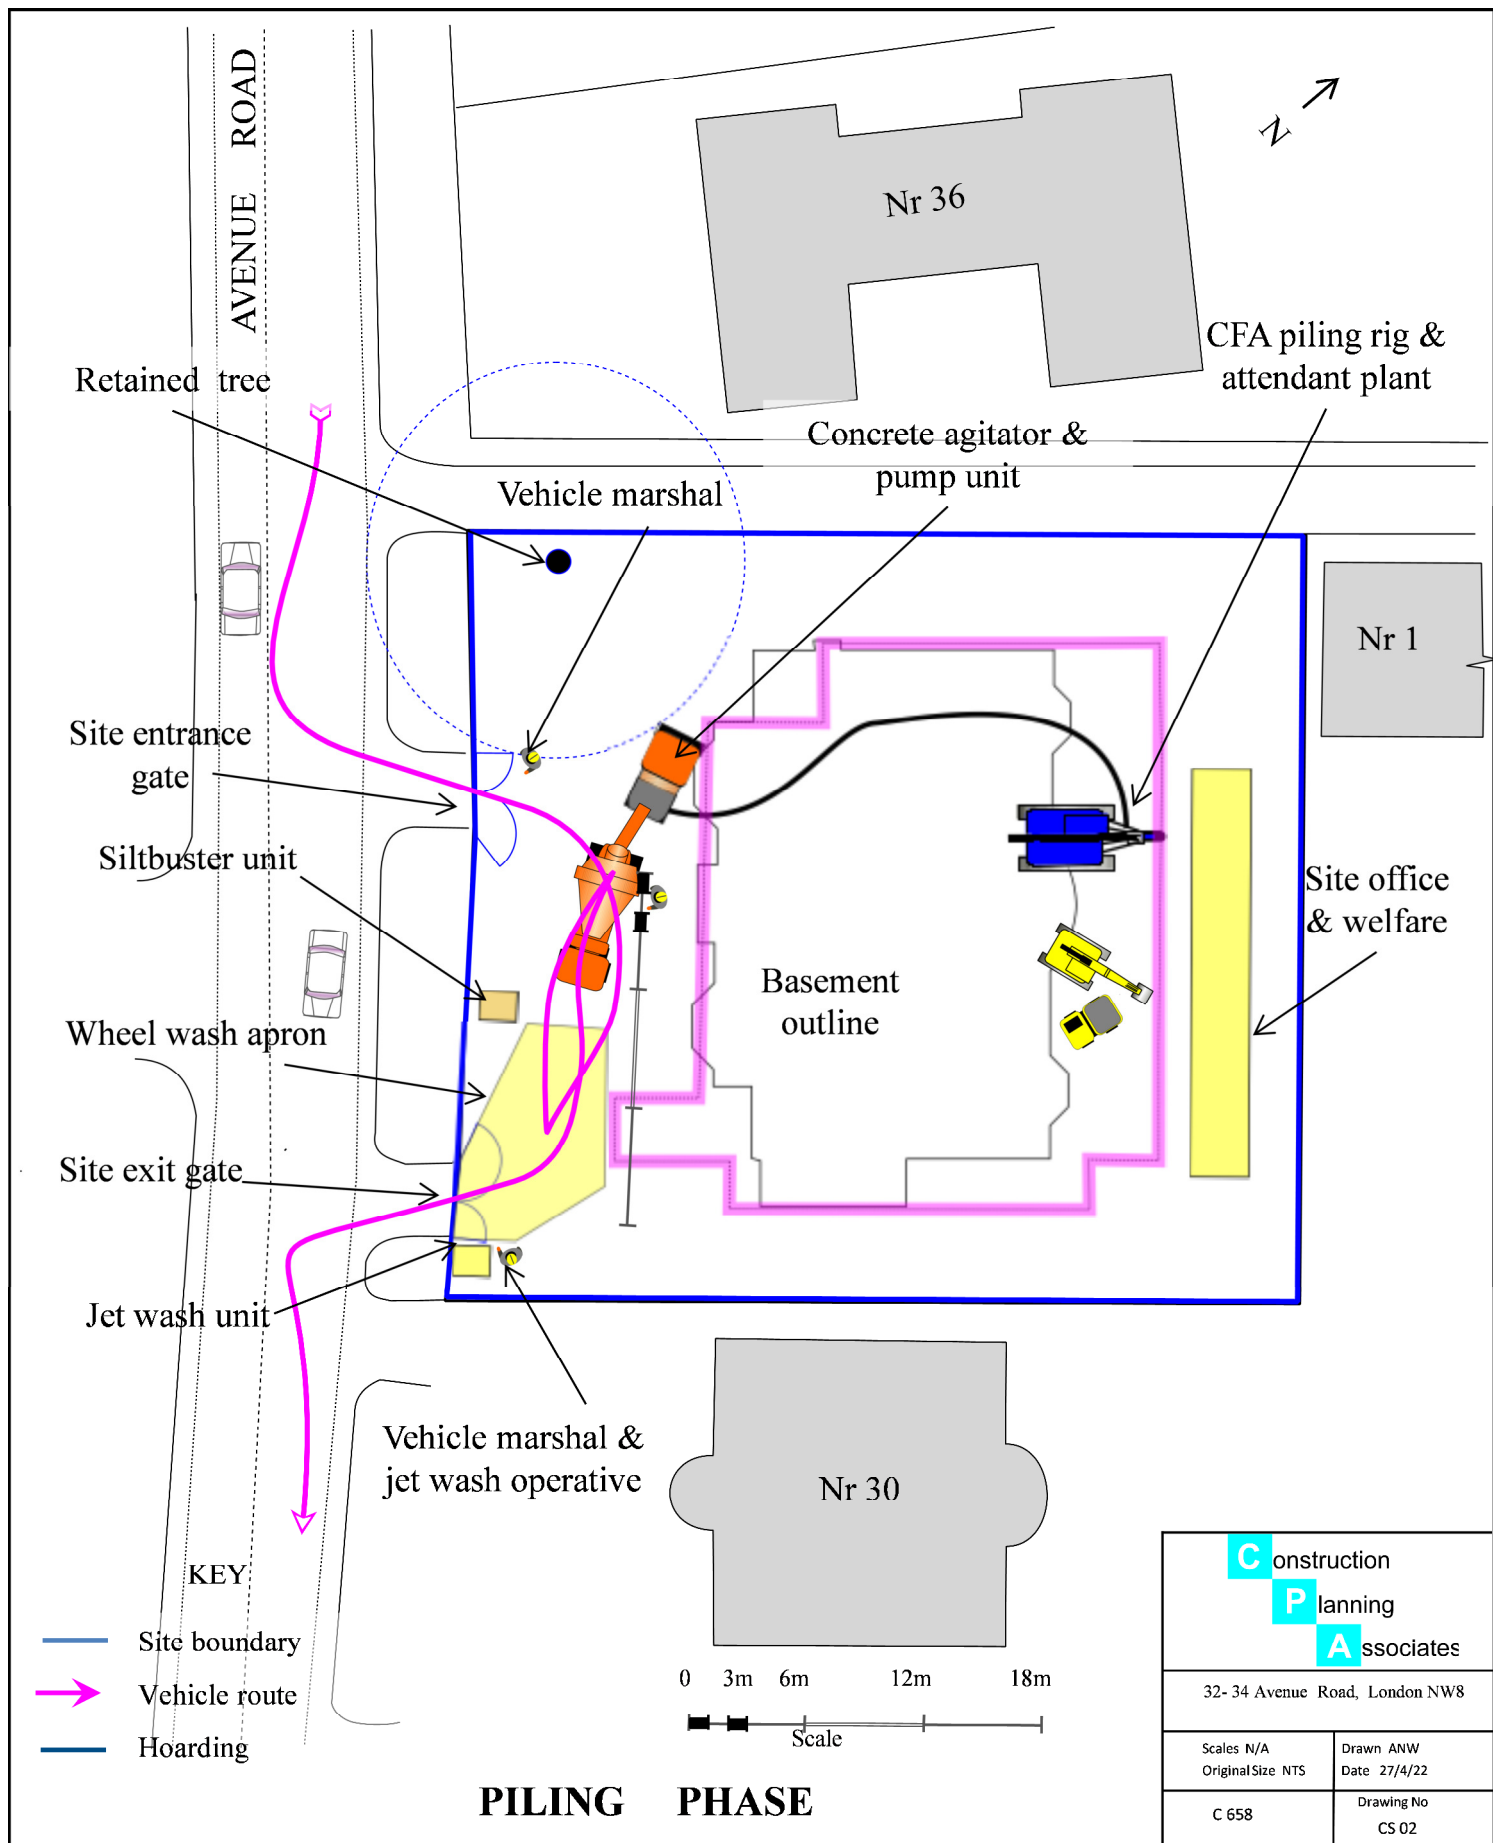 AVENUE ROAD
N
Nr 36
CFA piling rig &
attendant plant
Retained tree
Concrete agitator &
pump unit
Vehicle marshal
Nr 1
Site entrance
gate
Siltbuster unit
Site office
& welfare
Basement
outline
Wheel wash apron
Site exit gate
Jet wash unit
Vehicle marshal &
jet wash operative
Nr 30
KEY
Site boundary
Vehicle route
Hoarding
0 3m 6m 12m 18m
Scale
PILING PHASE
Construction
Planning
Associates
32- 34 Avenue Road, London NW8
Scales N/A
Original Size NTS
Drawn ANW
Date 27/4/22
C 658
Drawing No
CS 02